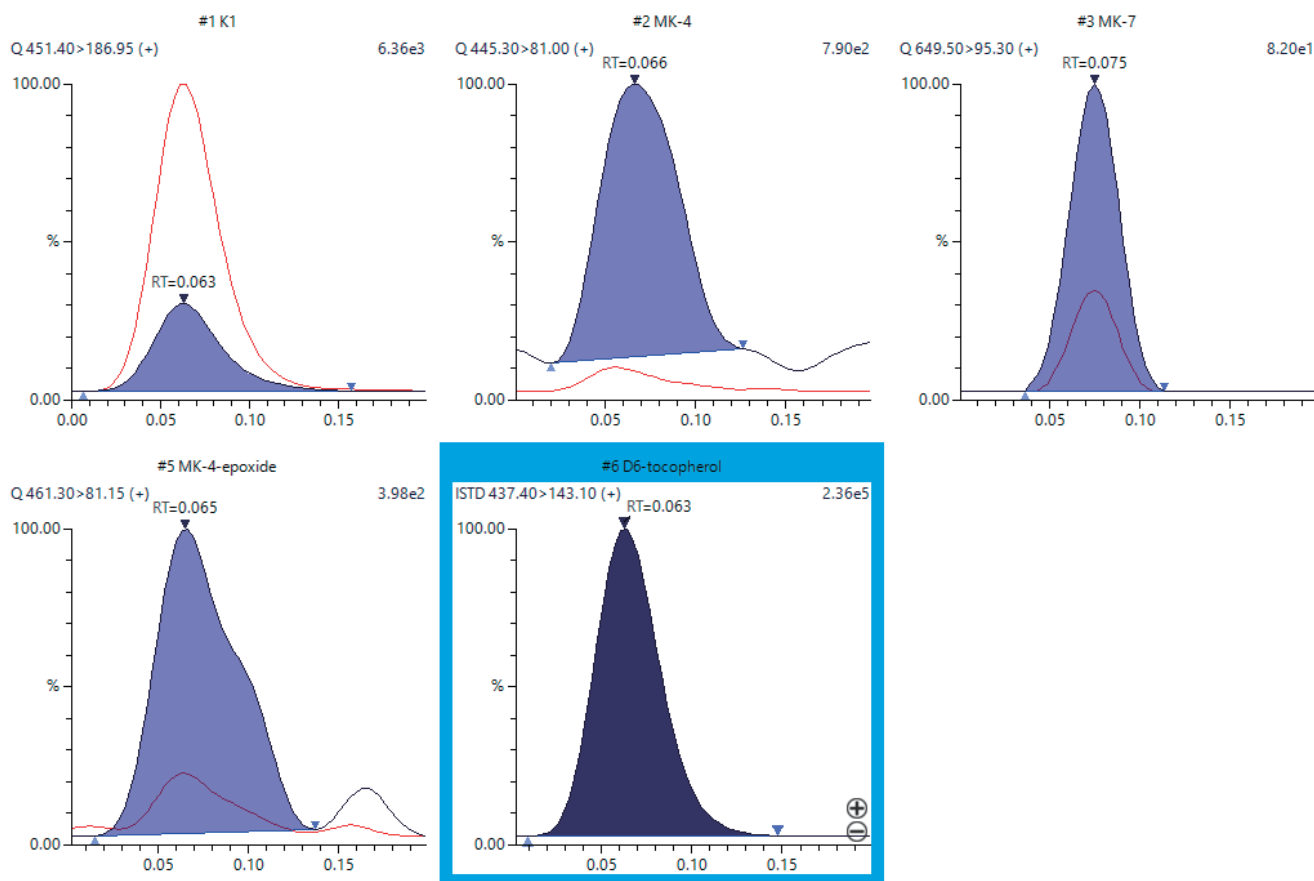 #1 K1
Q 451.40>186.95 (+) 6.36e3
100.00
RT=0.063
%
0.00
0.00 0.05 0.10 0.15
#2 MK-4
Q 445.30>81.00 (+) 7.90e2
RT=0.066
100.00
%
0.00
0.05 0.10 0.15
#3 MK-7
Q 649.50>95.30 (+) 8.20e1
RT=0.075
100.00
%
0.00
0.05 0.10 0.15
#5 MK-4-epoxide
Q 461.30>81.15 (+) 3.98e2
RT=0.065
100.00
%
0.00
0.05 0.10 0.15
#6 D6-tocopherol
ISTD 437.40>143.10 (+) 2.36e5
RT=0.063
100.00
%
0.00
0.05 0.10 0.15